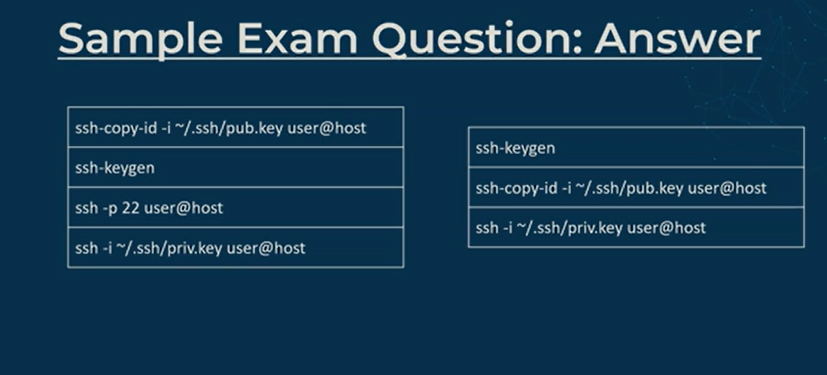 Sample Exam Question: Answer
ssh-copy-id -i ~/.ssh/pub.key user@host
ssh-keygen
ssh -p 22 user@host
ssh -i ~/.ssh/priv.key user@host
ssh-keygen
ssh-copy-id -i ~/.ssh/pub.key user@host
ssh -i ~/.ssh/priv.key user@host